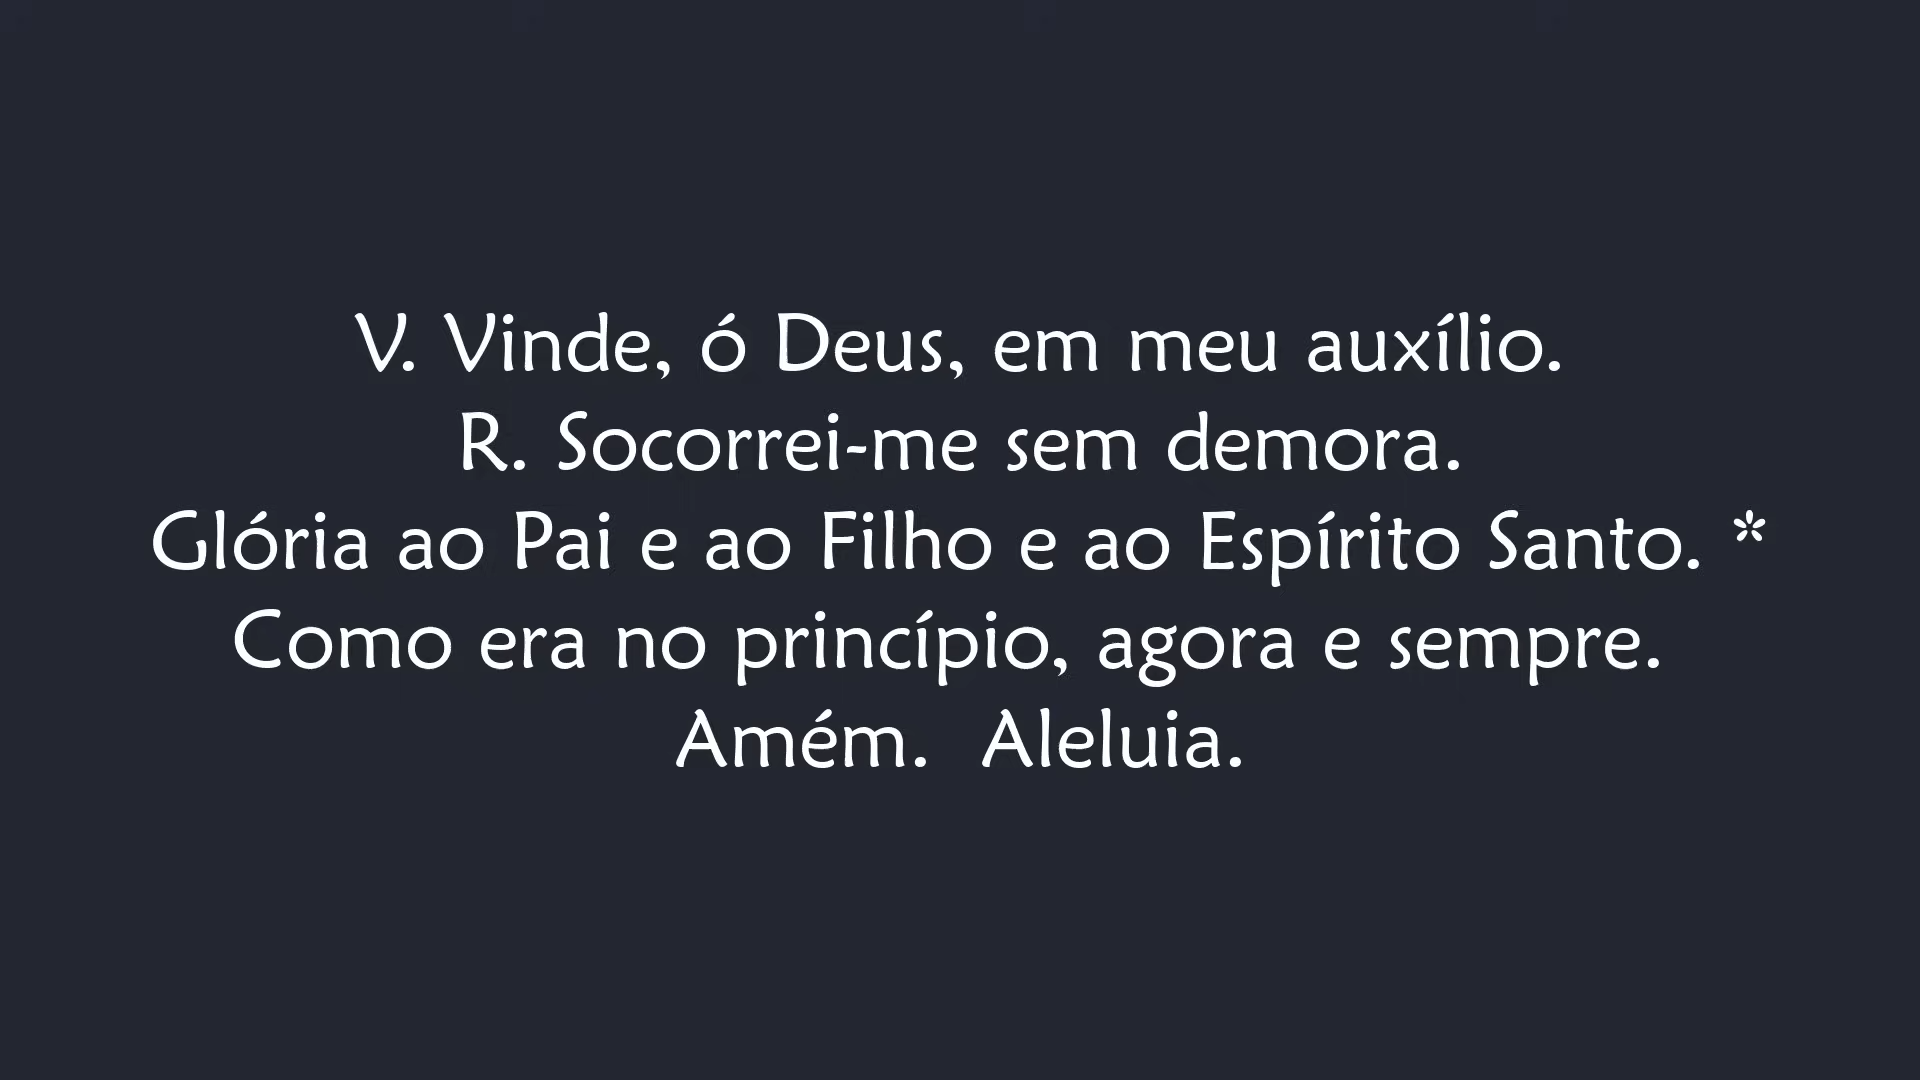 V. Vinde, ó Deus, em meu auxílio.
R. Socorrei-me sem demora.
Glória ao Pai e ao Filho e ao Espírito Santo. *
Como era no princípio, agora e sempre.
Amém.  Aleluia.